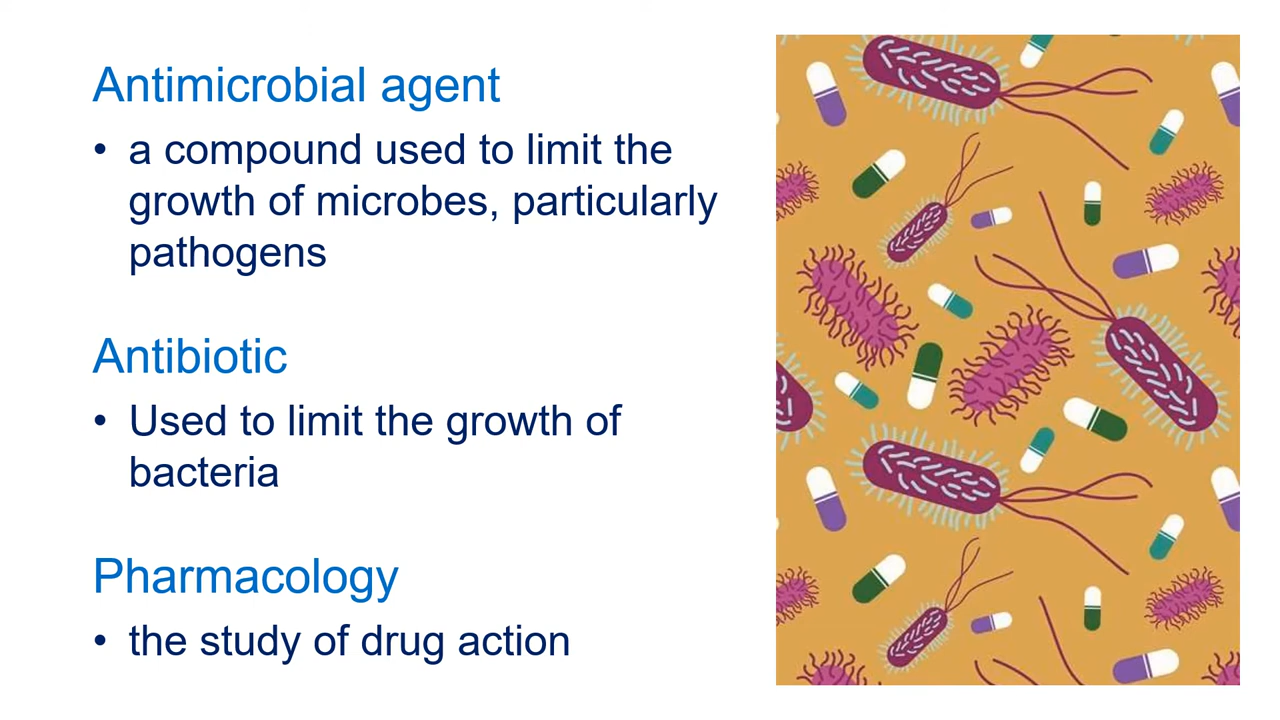 Antimicrobial agent
• a compound used to limit the
growth of microbes, particularly
pathogens
Antibiotic
• Used to limit the growth of
bacteria
Pharmacology
• the study of drug action